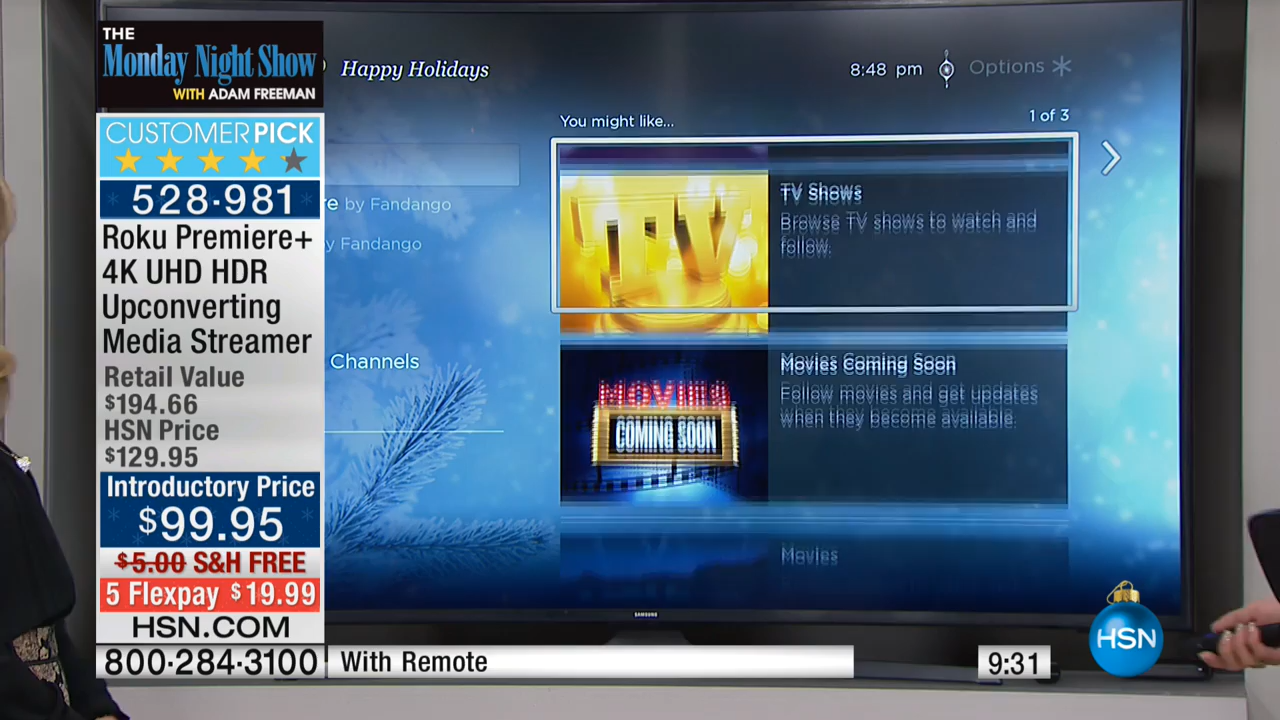 THE
Monday Night Show
WITH ADAM FREEMAN
CUSTOMER PICK
528-981
Roku Premiere+
4K UHD HDR
Upconverting
Media Streamer
Retail Value
$194.66
HSN Price
$129.95
Introductory Price
$99.95
$5.00 S&H FREE
5 Flexpay $19.99
HSN.COM
800·284·3100
With Remote
9:31
HSN
Happy Holidays
8:48 pm
Options
You might like...
1 of 3
by Fandango
y Fandango
Channels
TV
TV Shows
Browse TV shows to watch and
follow.
MOVIES
COMING SOON
Movies Coming Soon
Follow movies and get updates
when they become available.
Movies
SAMSUNG